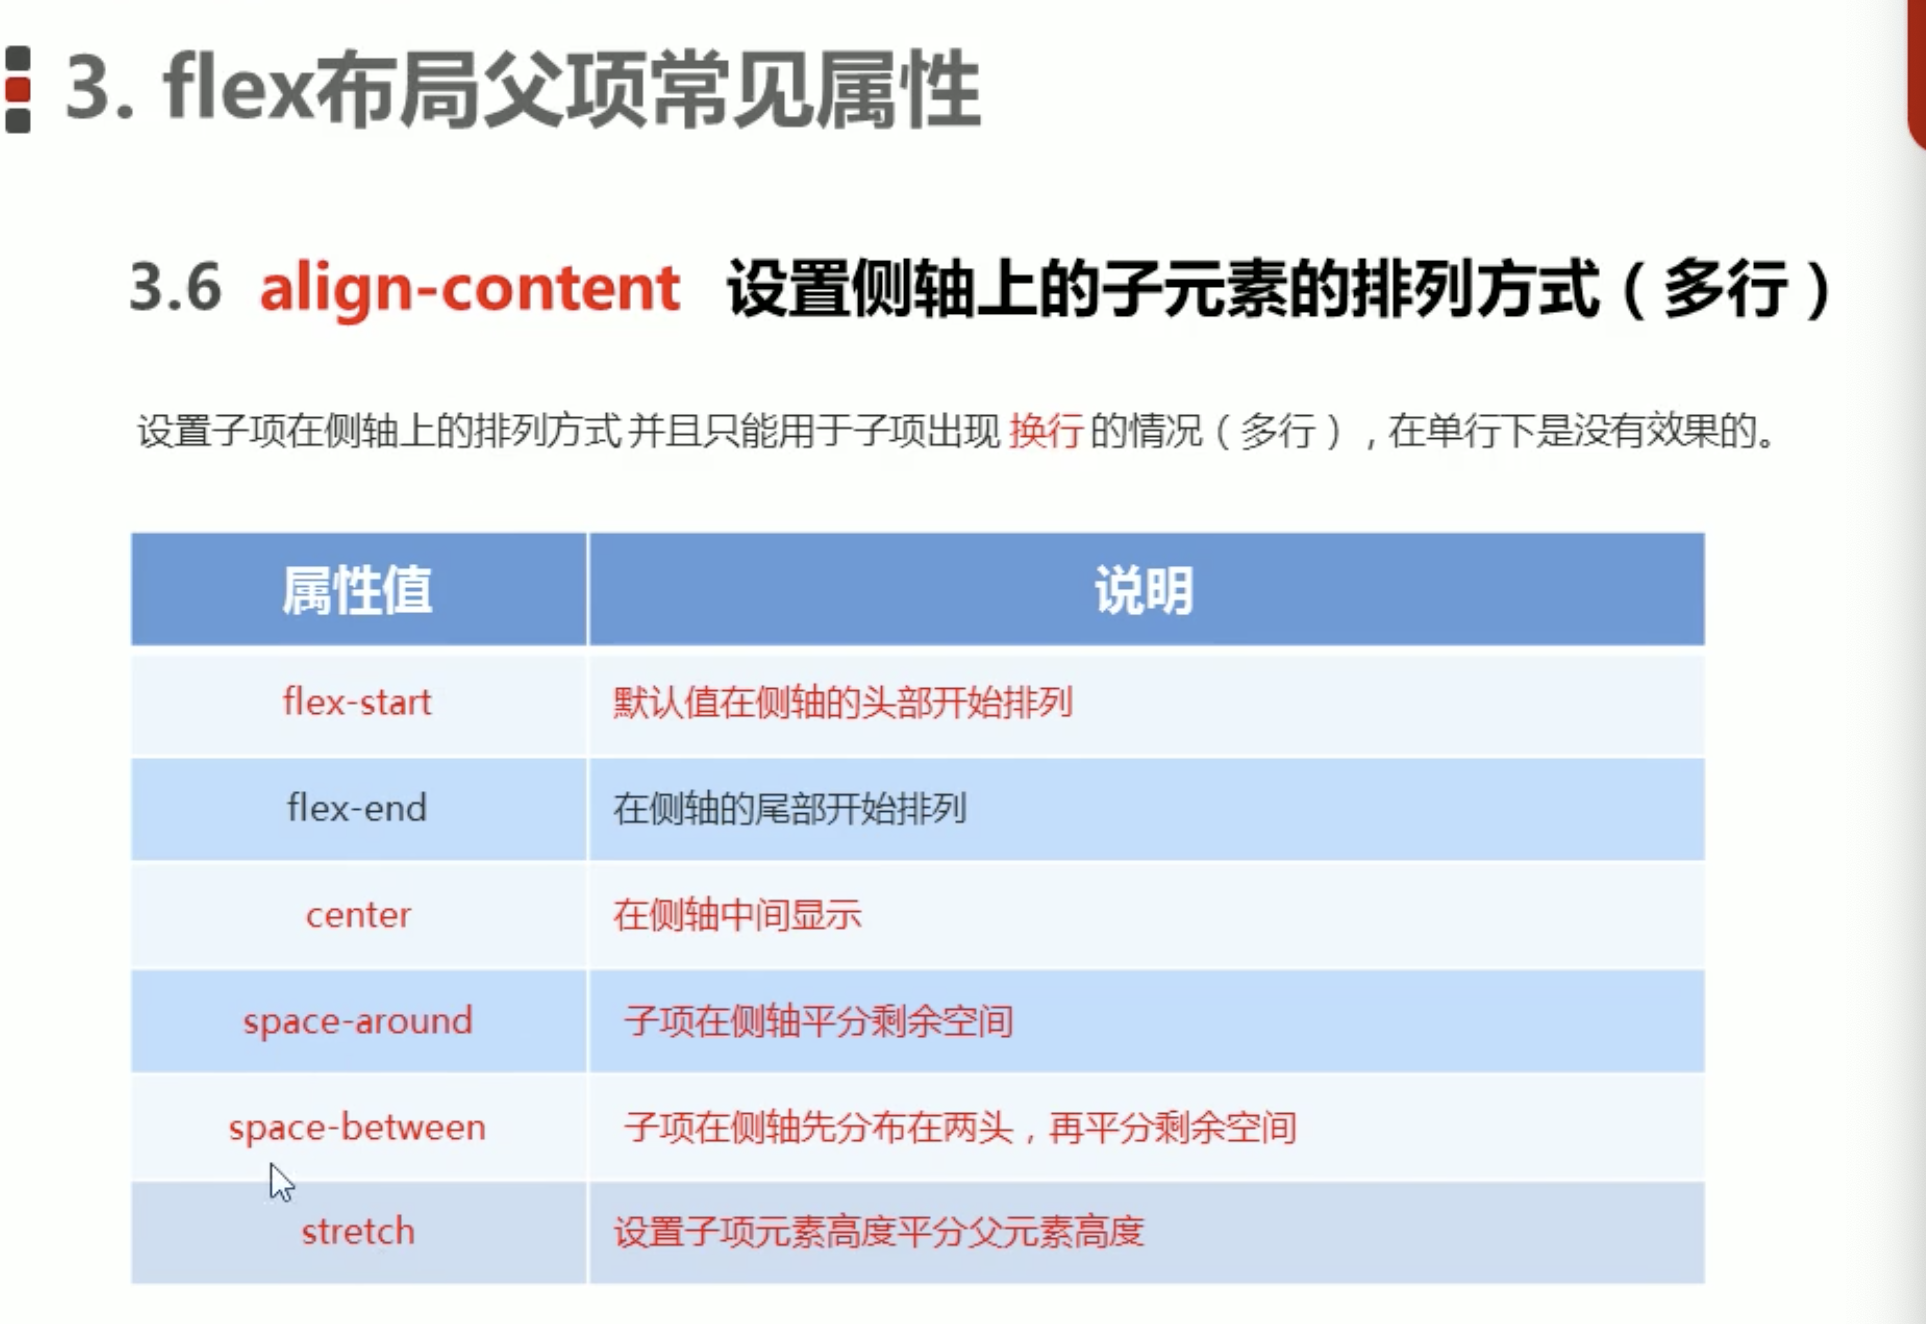 3. flex布局父项常见属性
3.6 align-content 设置侧轴上的子元素的排列方式（多行）
设置子项在侧轴上的排列方式 并且只能用于子项出现 换行 的情况（多行），在单行下是没有效果的。
属性值 说明
flex-start 默认值在侧轴的头部开始排列
flex-end 在侧轴的尾部开始排列
center 在侧轴中间显示
space-around 子项在侧轴平分剩余空间
space-between 子项在侧轴先分布在两头，再平分剩余空间
stretch 设置子项元素高度平分父元素高度